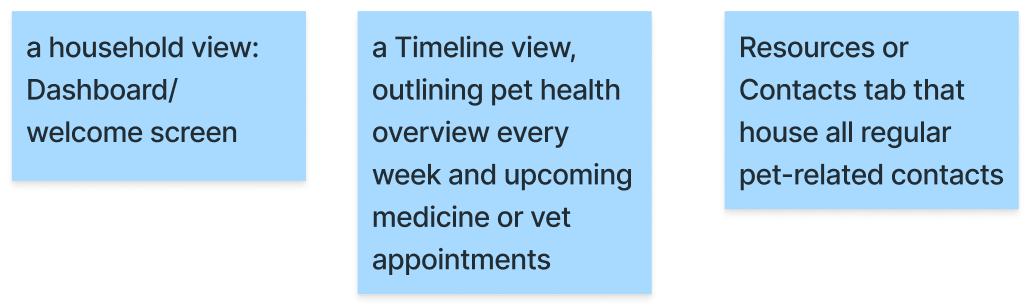 a household view:
Dashboard/
welcome screen
a Timeline view,
outlining pet health
overview every
week and upcoming
medicine or vet
appointments
Resources or
Contacts tab that
house all regular
pet-related contacts